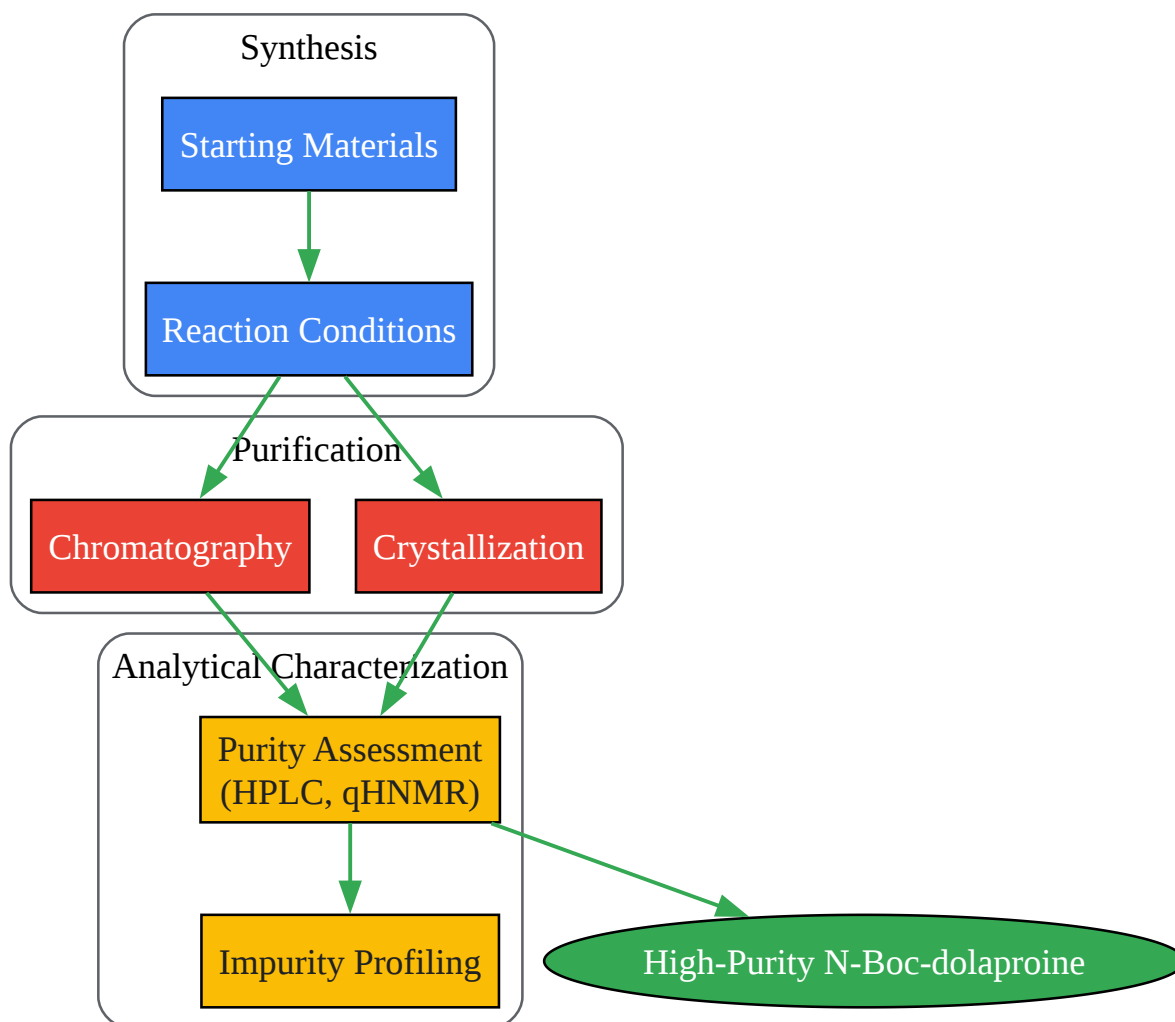 Synthesis
Starting Materials
Reaction Conditions
Purification
Chromatography
Crystallization
Analytical Characterization
Purity Assessment
(HPLC, qHNMR)
Impurity Profiling
High-Purity N-Boc-dolaproine